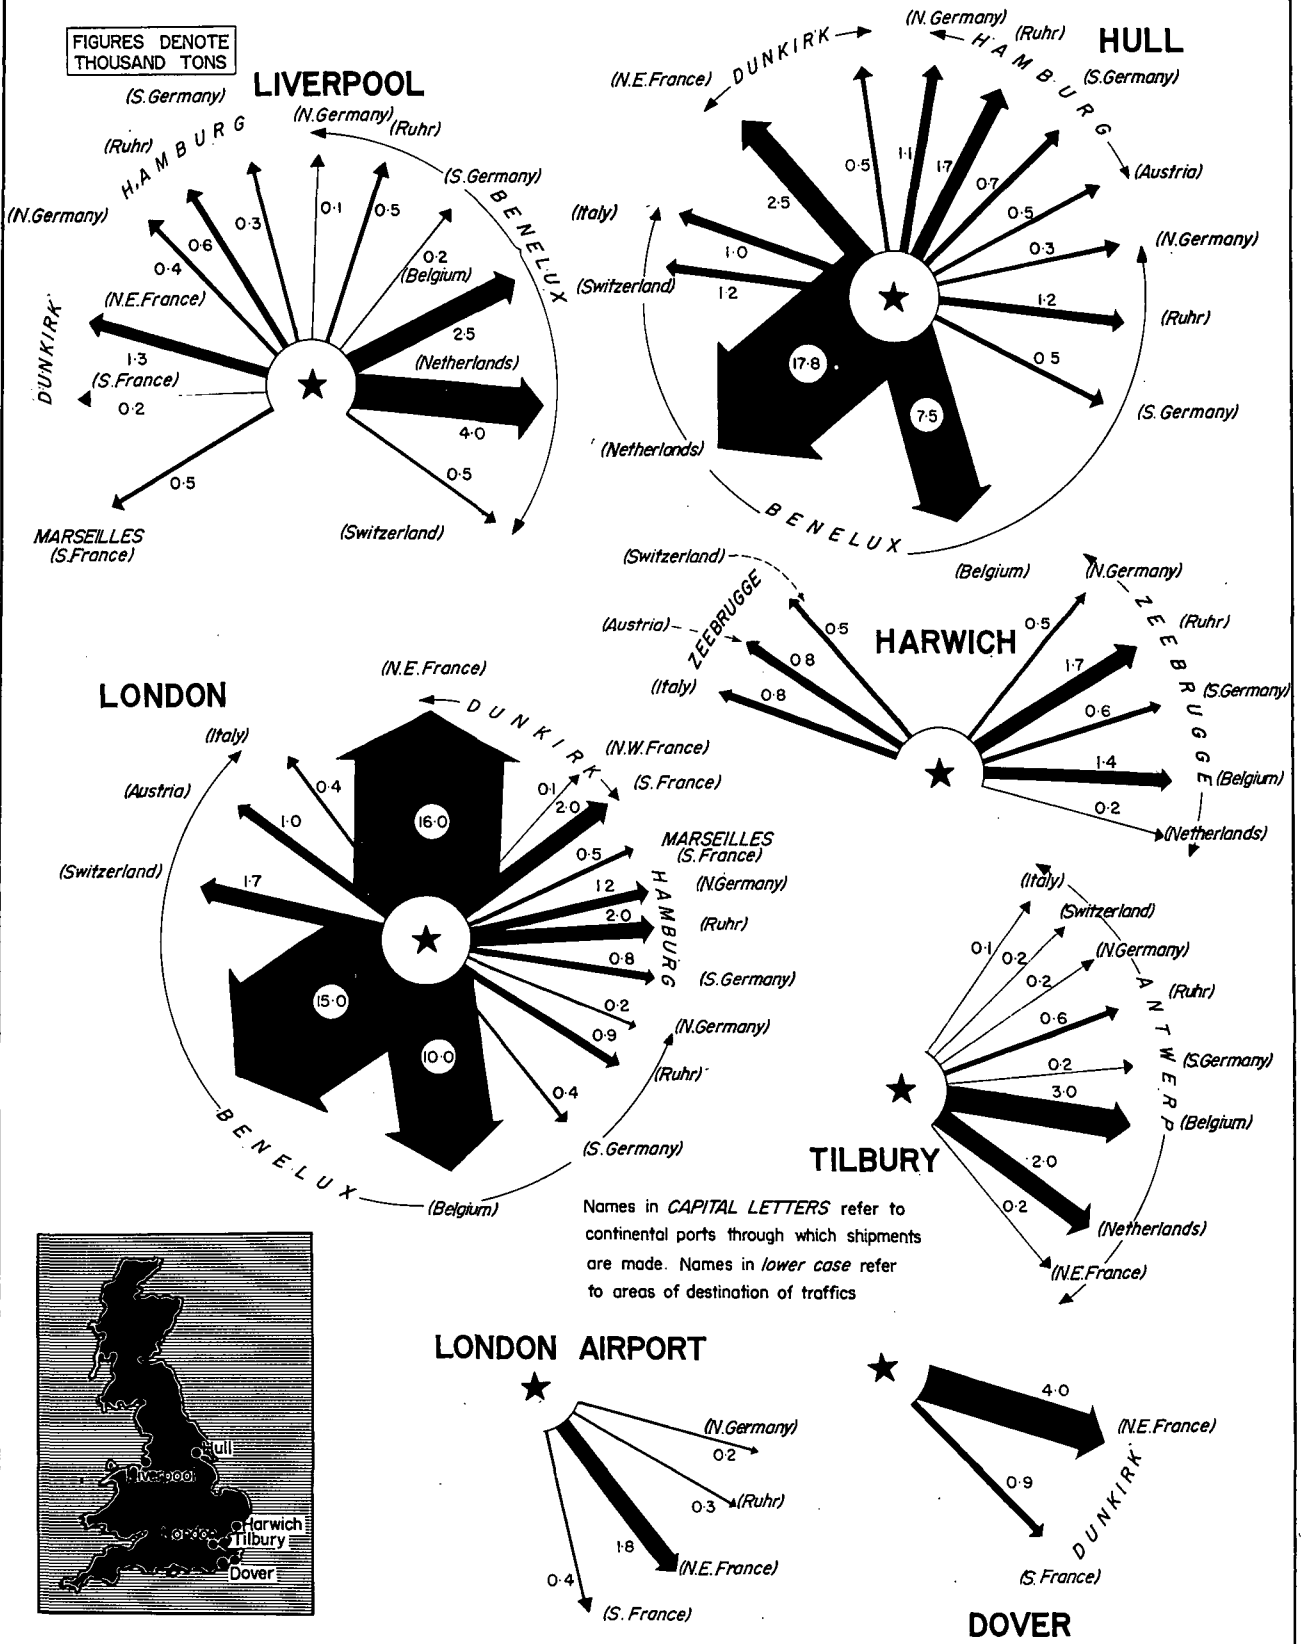 FIGURES DENOTE
THOUSAND TONS
LIVERPOOL
(S.Germany)
(Ruhr)
HAMBURG
(N.Germany)
(N.Germany)
(Ruhr)
(S.Germany)
BENELUX
0·4
0·6
0·3
0·1
0·5
0·2
(Belgium)
2·5
(Netherlands)
4·0
0·5
(Switzerland)
DUNKIRK
(N.E.France)
1·3
(S.France)
0·2
0·5
MARSEILLES
(S.France)
HULL
(N.E.France)
DUNKIRK
(N.Germany)
(Ruhr)
HAMBURG
(S.Germany)
(Austria)
2·5
0·5
1·1
1·7
0·7
0·5
0·3
(N.Germany)
1·2
(Ruhr)
0·5
(S.Germany)
(Italy)
1·0
(Switzerland)
1·2
17·8
7·5
(Netherlands)
BENELUX
(Belgium)
HARWICH
(Switzerland)
ZEEBRUGGE
(Austria)
(Italy)
0·5
0·8
0·8
(N.Germany)
ZEEBRUGGE
0·5
(Ruhr)
1·7
(S.Germany)
0·6
1·4
(Belgium)
0·2
(Netherlands)
LONDON
(N.E.France)
DUNKIRK
(N.W.France)
(S.France)
(Italy)
(Austria)
(Switzerland)
0·4
1·0
1·7
16·0
0·1
2·0
MARSEILLES
(S.France)
0·5
HAMBURG
1·2
(N.Germany)
2·0
(Ruhr)
0·8
(S.Germany)
0·2
(N.Germany)
0·9
(Ruhr)
0·4
(S.Germany)
15·0
10·0
BENELUX
(Belgium)
TILBURY
(Italy)
(Switzerland)
(N.Germany)
ANTWERP
(Ruhr)
0·1
0·2
0·2
0·6
0·2
(S.Germany)
3·0
(Belgium)
2·0
(Netherlands)
0·2
(N.E.France)
Names in CAPITAL LETTERS refer to
continental ports through which shipments
are made. Names in lower case refer
to areas of destination of traffics
LONDON AIRPORT
(N.Germany)
0·2
0·3
(Ruhr)
1·8
(N.E.France)
0·4
(S. France)
4·0
(N.E.France)
0·9
DUNKIRK
(S. France)
DOVER
Hull
Liverpool
Harwich
London
Tilbury
Dover